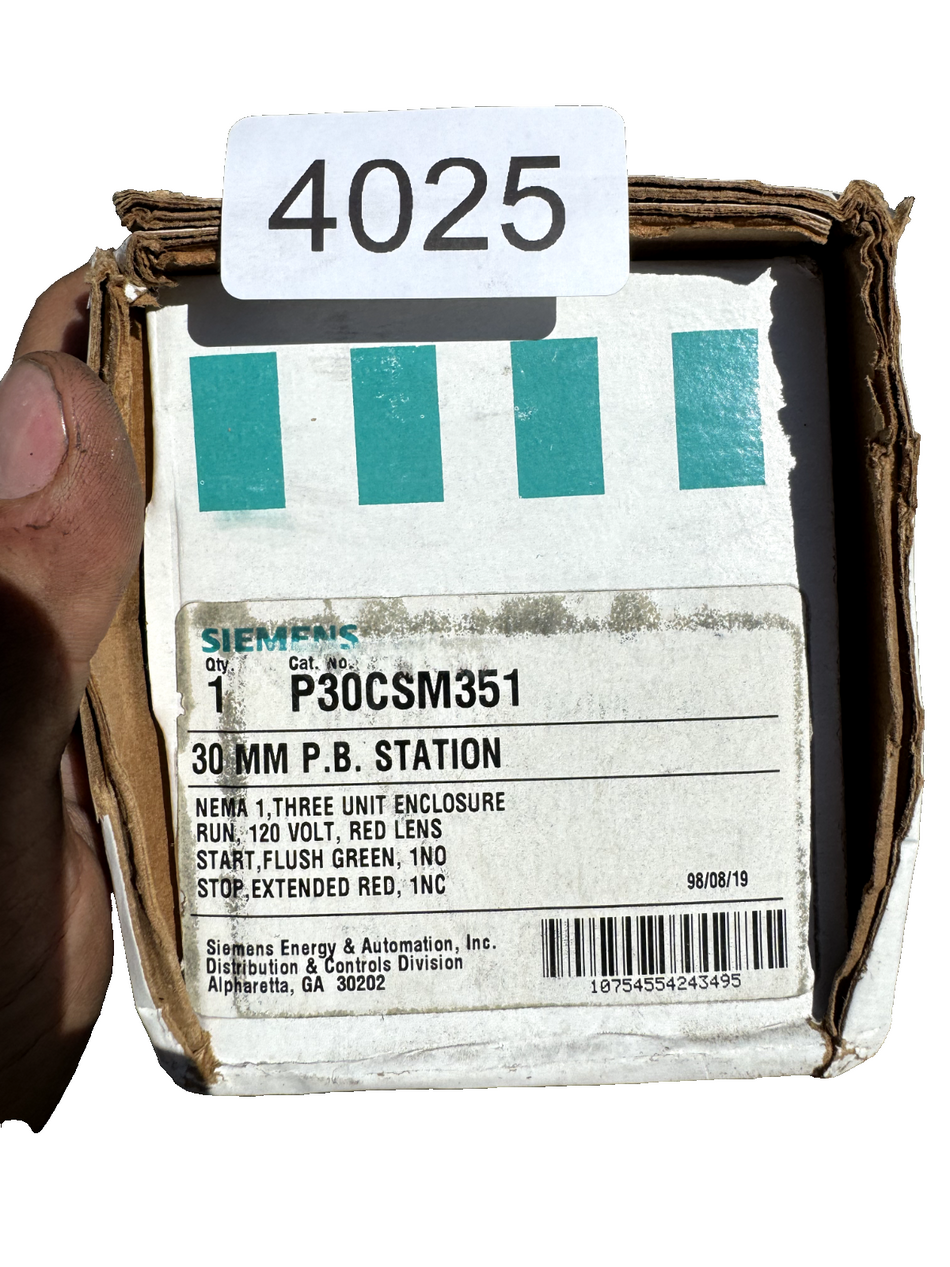 4025
SIEMENS
Qty. Cat. No.
1 P30CSM351
30 MM P.B. STATION
NEMA 1,THREE UNIT ENCLOSURE
RUN, 120 VOLT, RED LENS
START,FLUSH GREEN, 1NO
STOP,EXTENDED RED, 1NC
98/08/19
Siemens Energy & Automation, Inc.
Distribution & Controls Division
Alpharetta, GA 30202
10754554243495